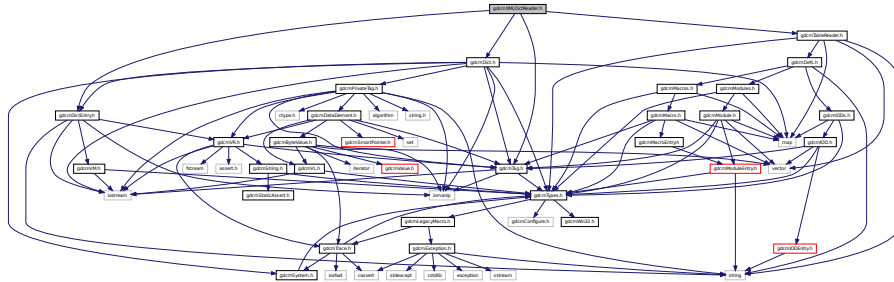 gdcmXMLDictReader.h
gdcmTableReader.h
gdcmDict.h
gdcmDefs.h
gdcmPrivateTag.h
gdcmMacros.h
gdcmModules.h
gdcmDictEntry.h
ctype.h
gdcmDataElement.h
algorithm
string.h
gdcmMacro.h
gdcmModule.h
gdcmIODs.h
gdcmVR.h
gdcmByteValue.h
gdcmSmartPointer.h
set
gdcmMacroEntry.h
map
gdcmIOD.h
gdcmVM.h
fstream
assert.h
gdcmString.h
gdcmVL.h
iterator
gdcmValue.h
gdcmTag.h
gdcmModuleEntry.h
vector
iostream
gdcmStaticAssert.h
iomanip
gdcmTypes.h
gdcmLegacyMacro.h
gdcmConfigure.h
gdcmWin32.h
gdcmTrace.h
gdcmException.h
gdcmIODEntry.h
gdcmSystem.h
iosfwd
cassert
stdexcept
cstdlib
exception
ostream
string